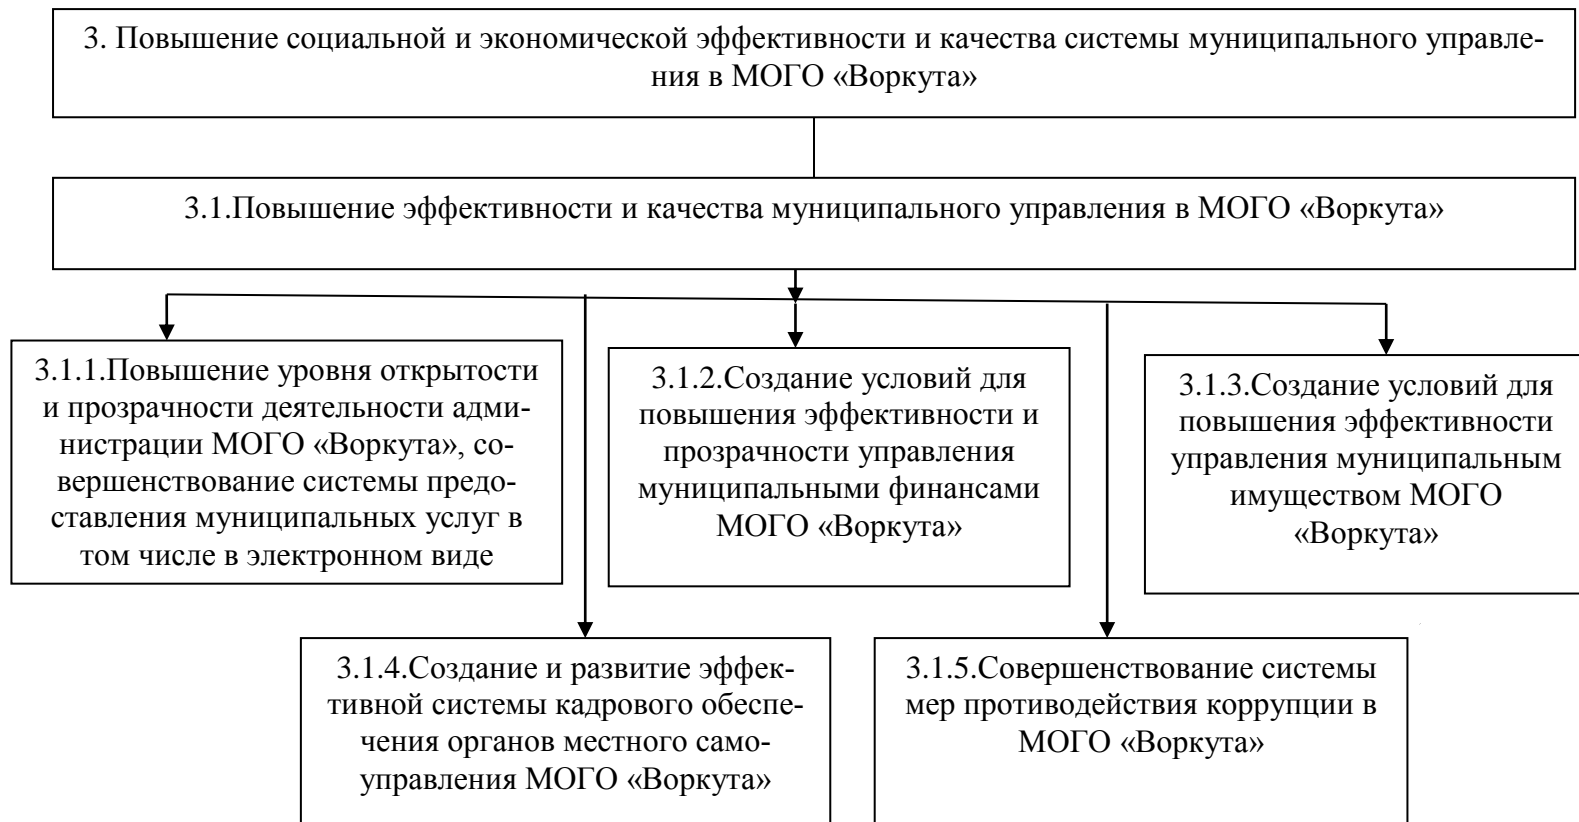 3. Повышение социальной и экономической эффективности и качества системы муниципального управле-
ния в МОГО «Воркута»
3.1.Повышение эффективности и качества муниципального управления в МОГО «Воркута»
3.1.1.Повышение уровня открытости
и прозрачности деятельности адми-
нистрации МОГО «Воркута», со-
вершенствование системы предо-
ставления муниципальных услуг в
том числе в электронном виде
3.1.2.Создание условий для
повышения эффективности и
прозрачности управления
муниципальными финансами
МОГО «Воркута»
3.1.3.Создание условий для
повышения эффективности
управления муниципальным
имуществом МОГО
«Воркута»
3.1.4.Создание и развитие эффек-
тивной системы кадрового обеспе-
чения органов местного само-
управления МОГО «Воркута»
3.1.5.Совершенствование системы
мер противодействия коррупции в
МОГО «Воркута»